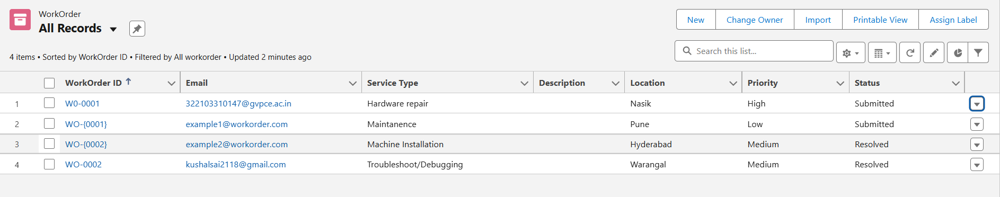 WorkOrder
All Records
New Change Owner Import Printable View Assign Label
4 items • Sorted by WorkOrder ID • Filtered by All workorder • Updated 2 minutes ago
Search this list...
WorkOrder ID Email Service Type Description Location Priority Status
1 W0-0001 322103310147@gvpce.ac.in Hardware repair Nasik High Submitted
2 WO-{0001} example1@workorder.com Maintanence Pune Low Submitted
3 WO-{0002} example2@workorder.com Machine Installation Hyderabad Medium Resolved
4 WO-0002 kushalsai2118@gmail.com Troubleshoot/Debugging Warangal Medium Resolved